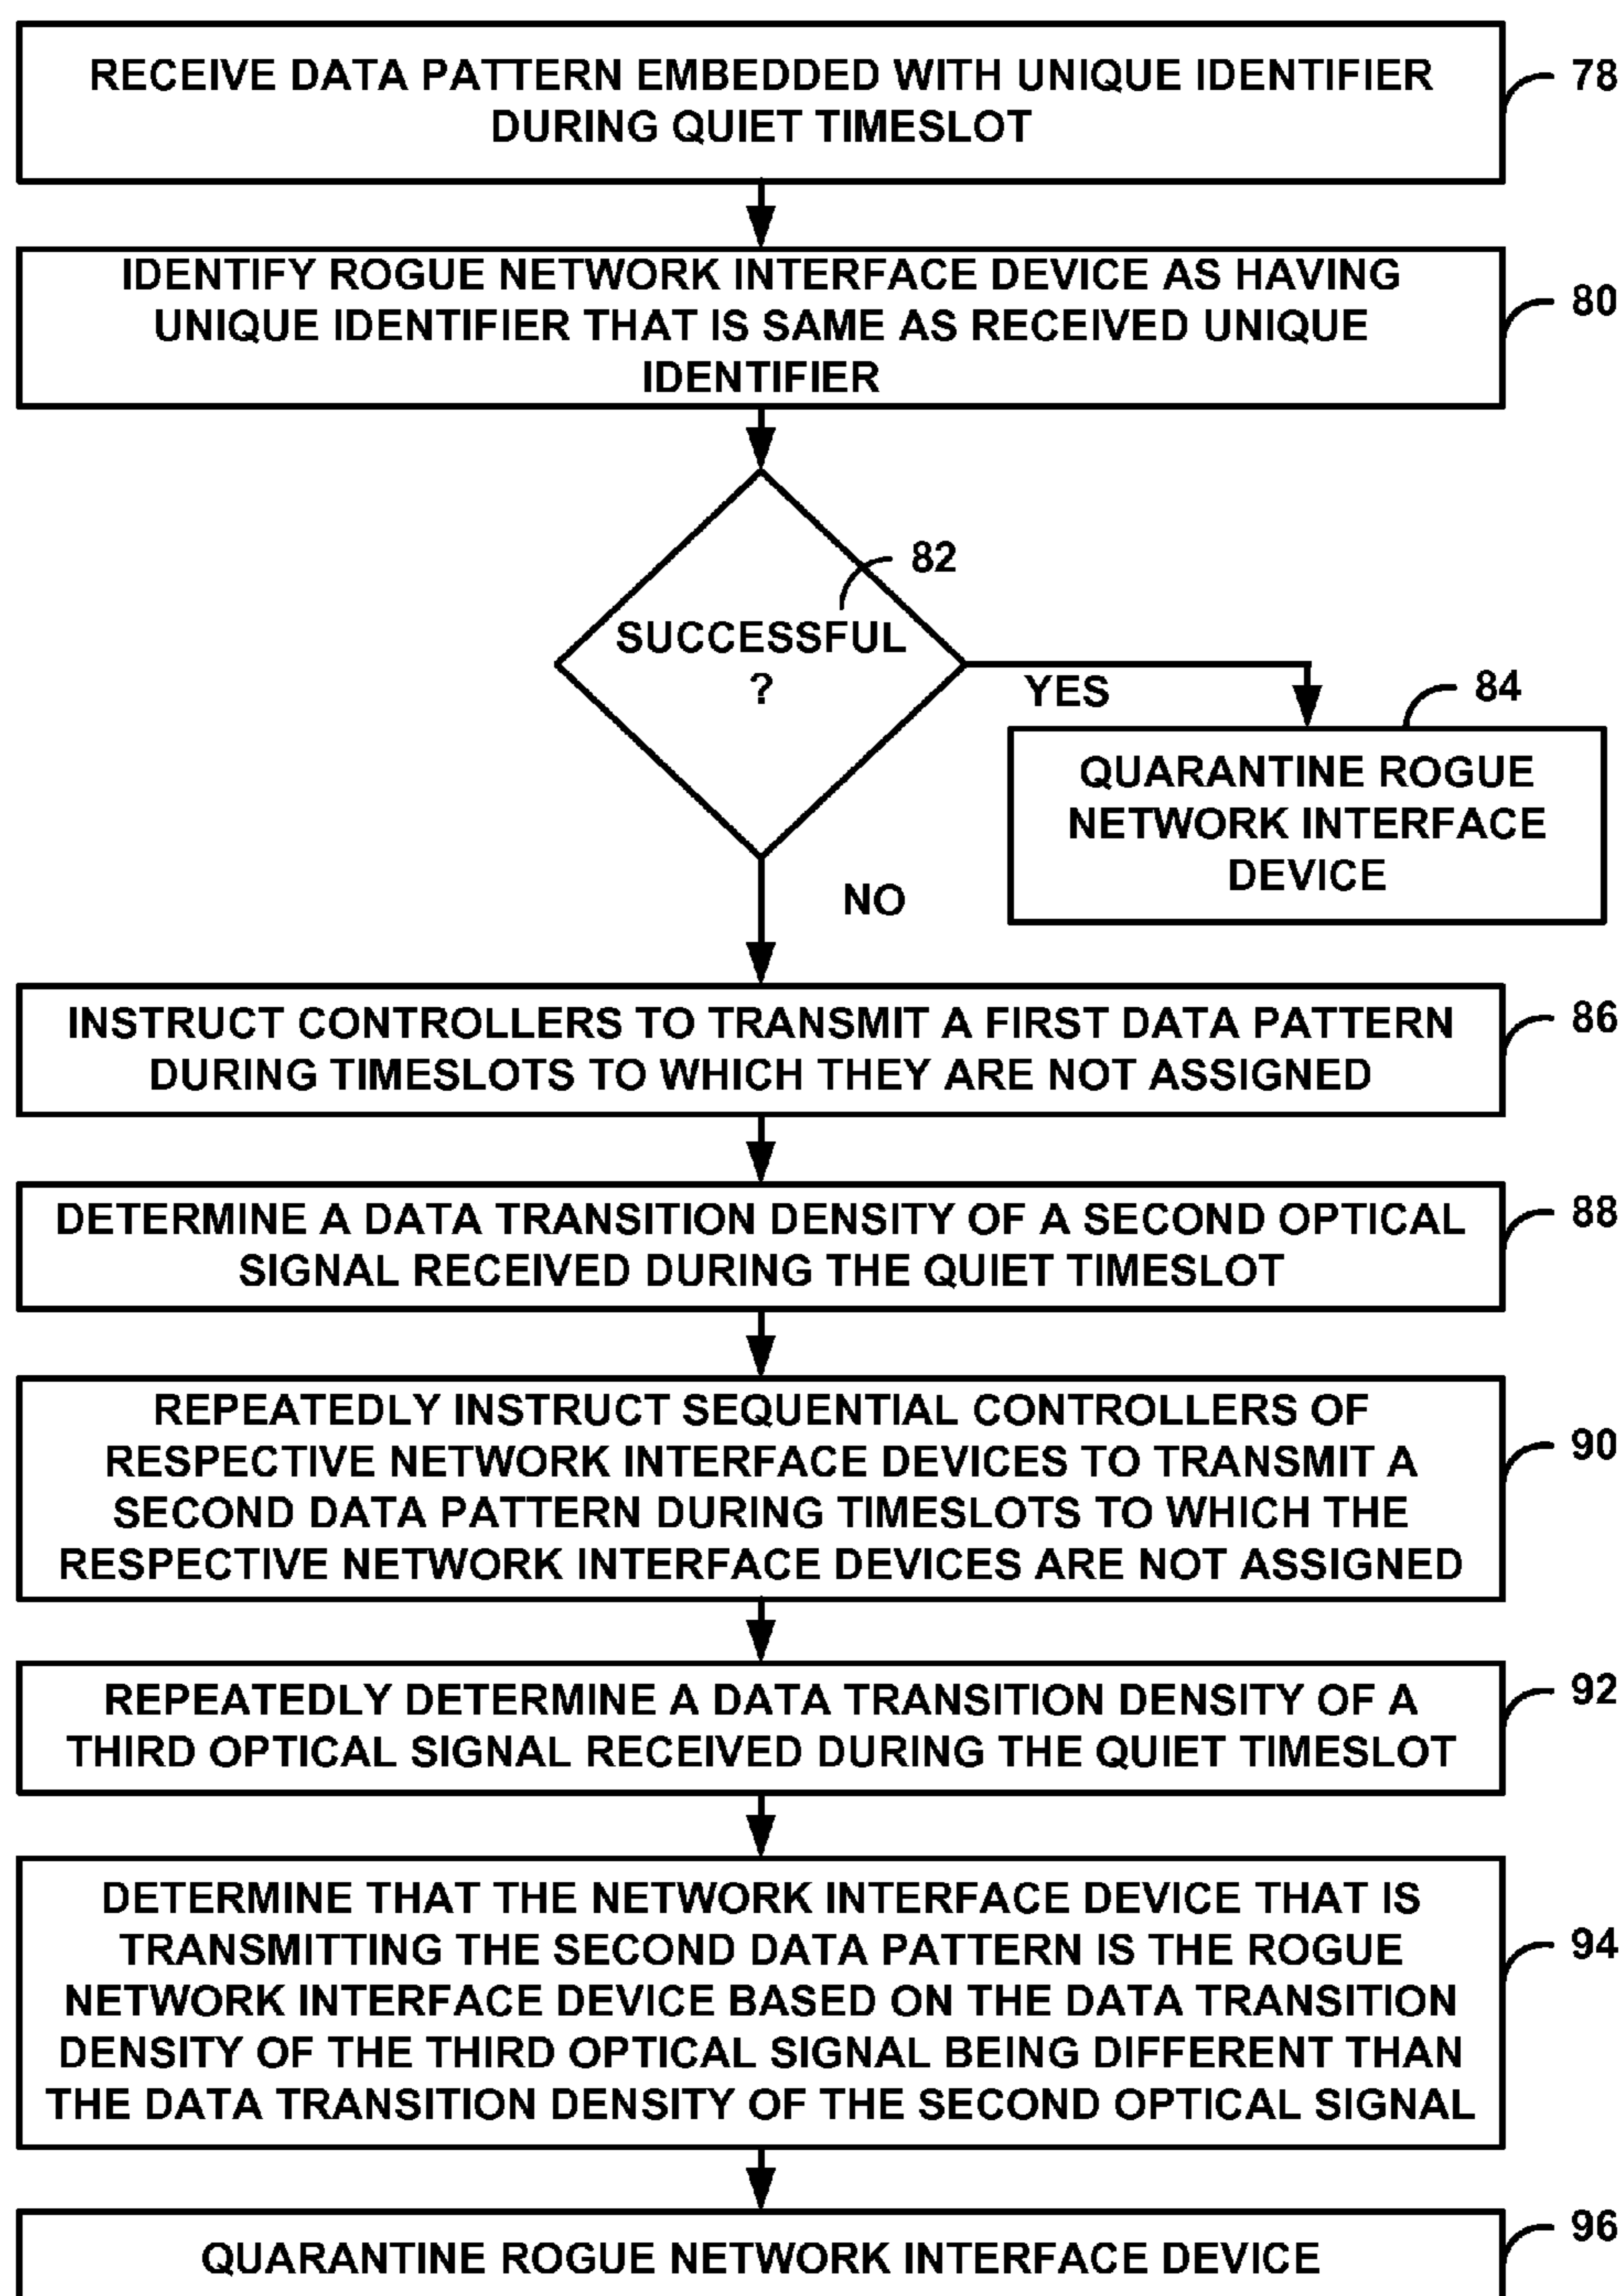 RECEIVE DATA PATTERN EMBEDDED WITH UNIQUE IDENTIFIER
DURING QUIET TIMESLOT
78
IDENTIFY ROGUE NETWORK INTERFACE DEVICE AS HAVING
UNIQUE IDENTIFIER THAT IS SAME AS RECEIVED UNIQUE
IDENTIFIER
80
82
SUCCESSFUL
?
YES
84
QUARANTINE ROGUE
NETWORK INTERFACE
DEVICE
NO
INSTRUCT CONTROLLERS TO TRANSMIT A FIRST DATA PATTERN
DURING TIMESLOTS TO WHICH THEY ARE NOT ASSIGNED
86
DETERMINE A DATA TRANSITION DENSITY OF A SECOND OPTICAL
SIGNAL RECEIVED DURING THE QUIET TIMESLOT
88
REPEATEDLY INSTRUCT SEQUENTIAL CONTROLLERS OF
RESPECTIVE NETWORK INTERFACE DEVICES TO TRANSMIT A
SECOND DATA PATTERN DURING TIMESLOTS TO WHICH THE
RESPECTIVE NETWORK INTERFACE DEVICES ARE NOT ASSIGNED
90
REPEATEDLY DETERMINE A DATA TRANSITION DENSITY OF A
THIRD OPTICAL SIGNAL RECEIVED DURING THE QUIET TIMESLOT
92
DETERMINE THAT THE NETWORK INTERFACE DEVICE THAT IS
TRANSMITTING THE SECOND DATA PATTERN IS THE ROGUE
NETWORK INTERFACE DEVICE BASED ON THE DATA TRANSITION
DENSITY OF THE THIRD OPTICAL SIGNAL BEING DIFFERENT THAN
THE DATA TRANSITION DENSITY OF THE SECOND OPTICAL SIGNAL
94
QUARANTINE ROGUE NETWORK INTERFACE DEVICE
96